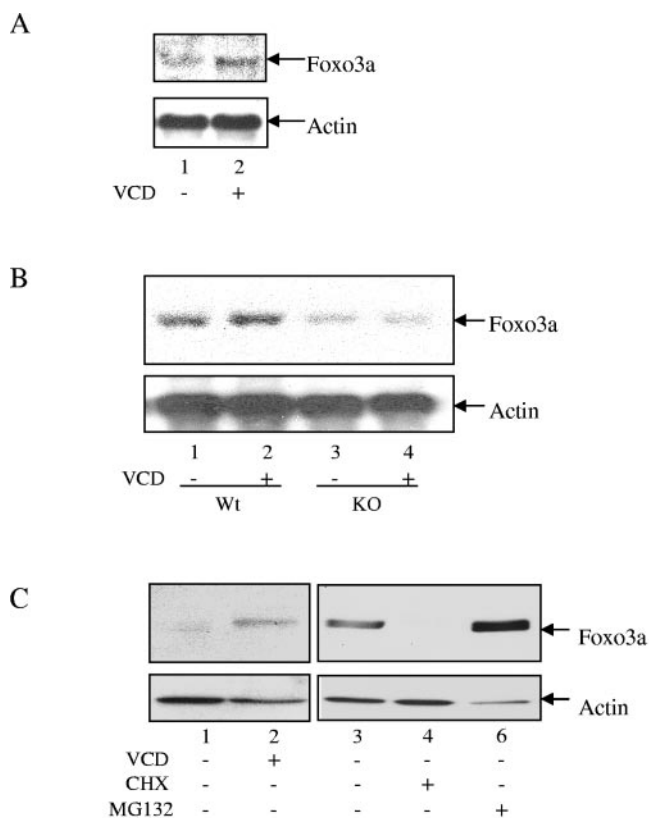 A
Foxo3a
Actin
1 2
VCD - +
B
Foxo3a
Actin
1 2 3 4
VCD - + - +
Wt KO
C
Foxo3a
Actin
1 2 3 4 6
VCD - + - - -
CHX - - - + -
MG132 - - - - +